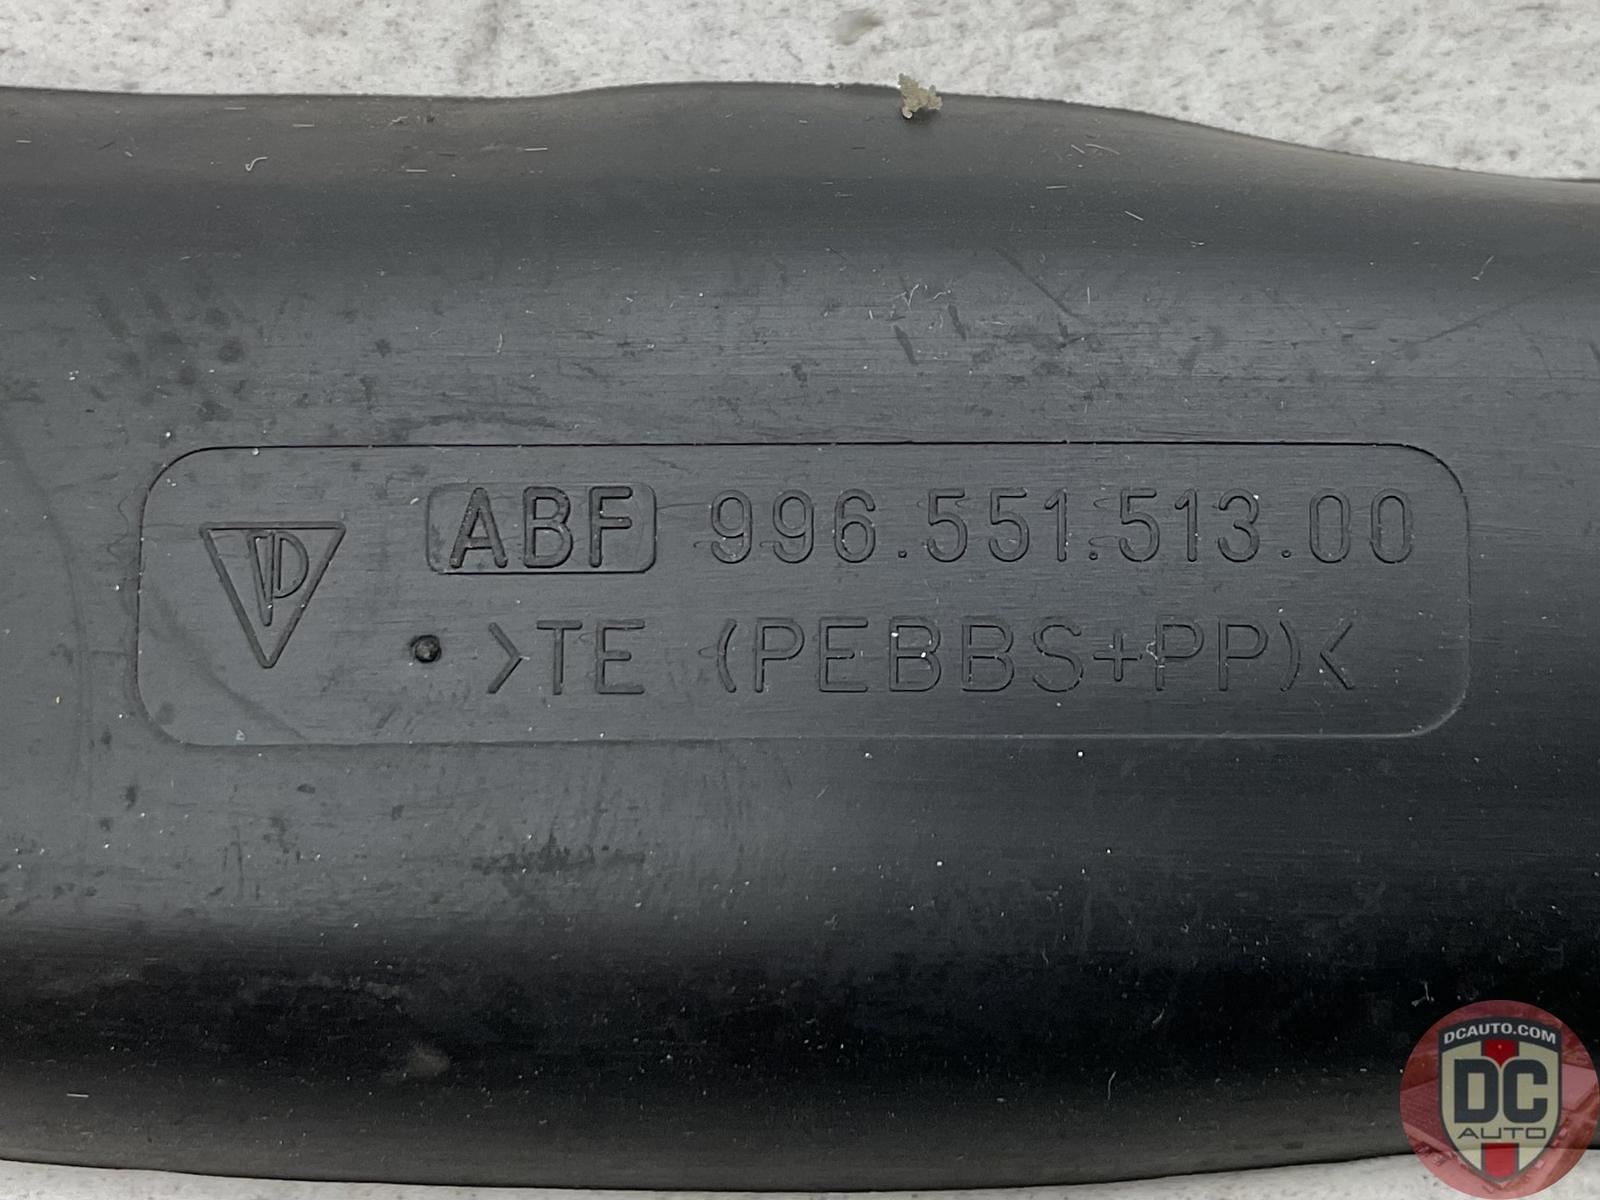 ABF 996.551.513.00
>TE (PEBBS+PP)<
DCAUTO.COM
DC
AUTO